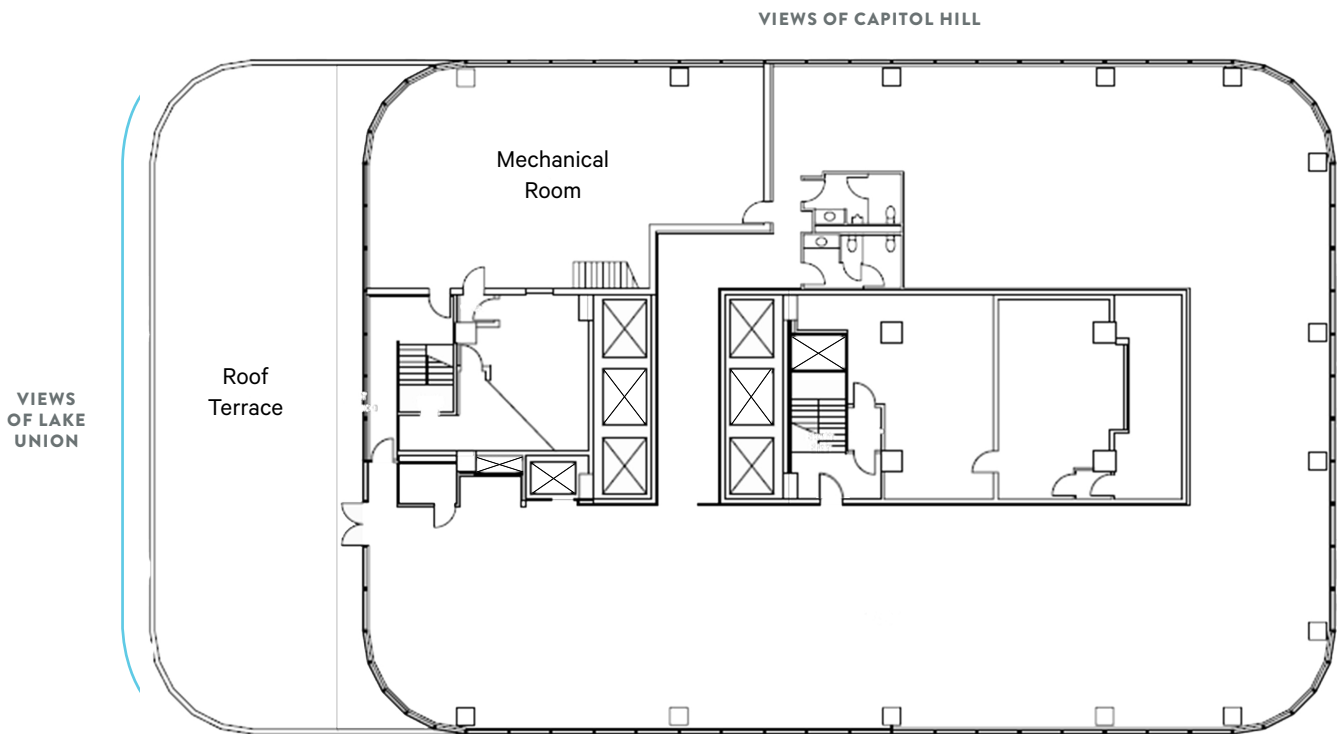 VIEWS OF CAPITOL HILL
Mechanical
Room
Roof
Terrace
VIEWS
OF LAKE
UNION